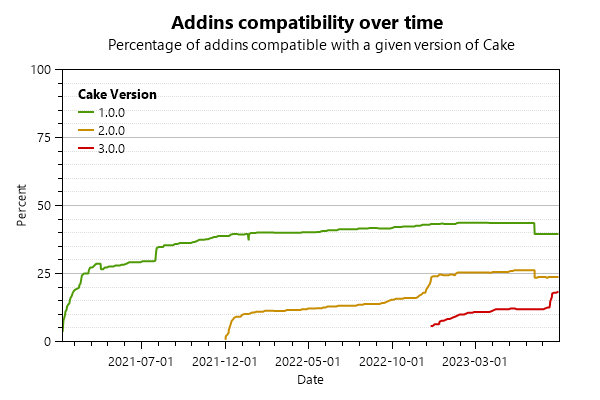 Addins compatibility over time
Percentage of addins compatible with a given version of Cake
100
75
50
25
0
Percent
Cake Version
1.0.0
2.0.0
3.0.0
2021-07-01
2021-12-01
2022-05-01
2022-10-01
2023-03-01
Date